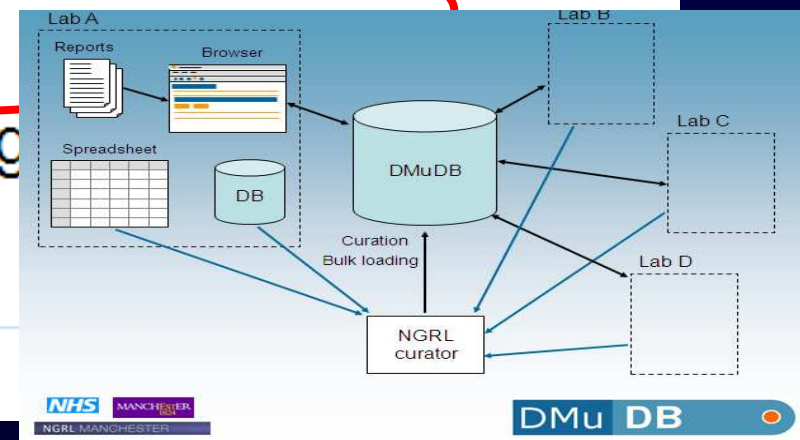 Lab A
Lab B
Reports
Browser
Lab C
Spreadsheet
DMuDB
DB
Curation
Bulk loading
Lab D
NGRL
curator
NHS
MANCHESTER
1824
NGRL MANCHESTER
DMu DB